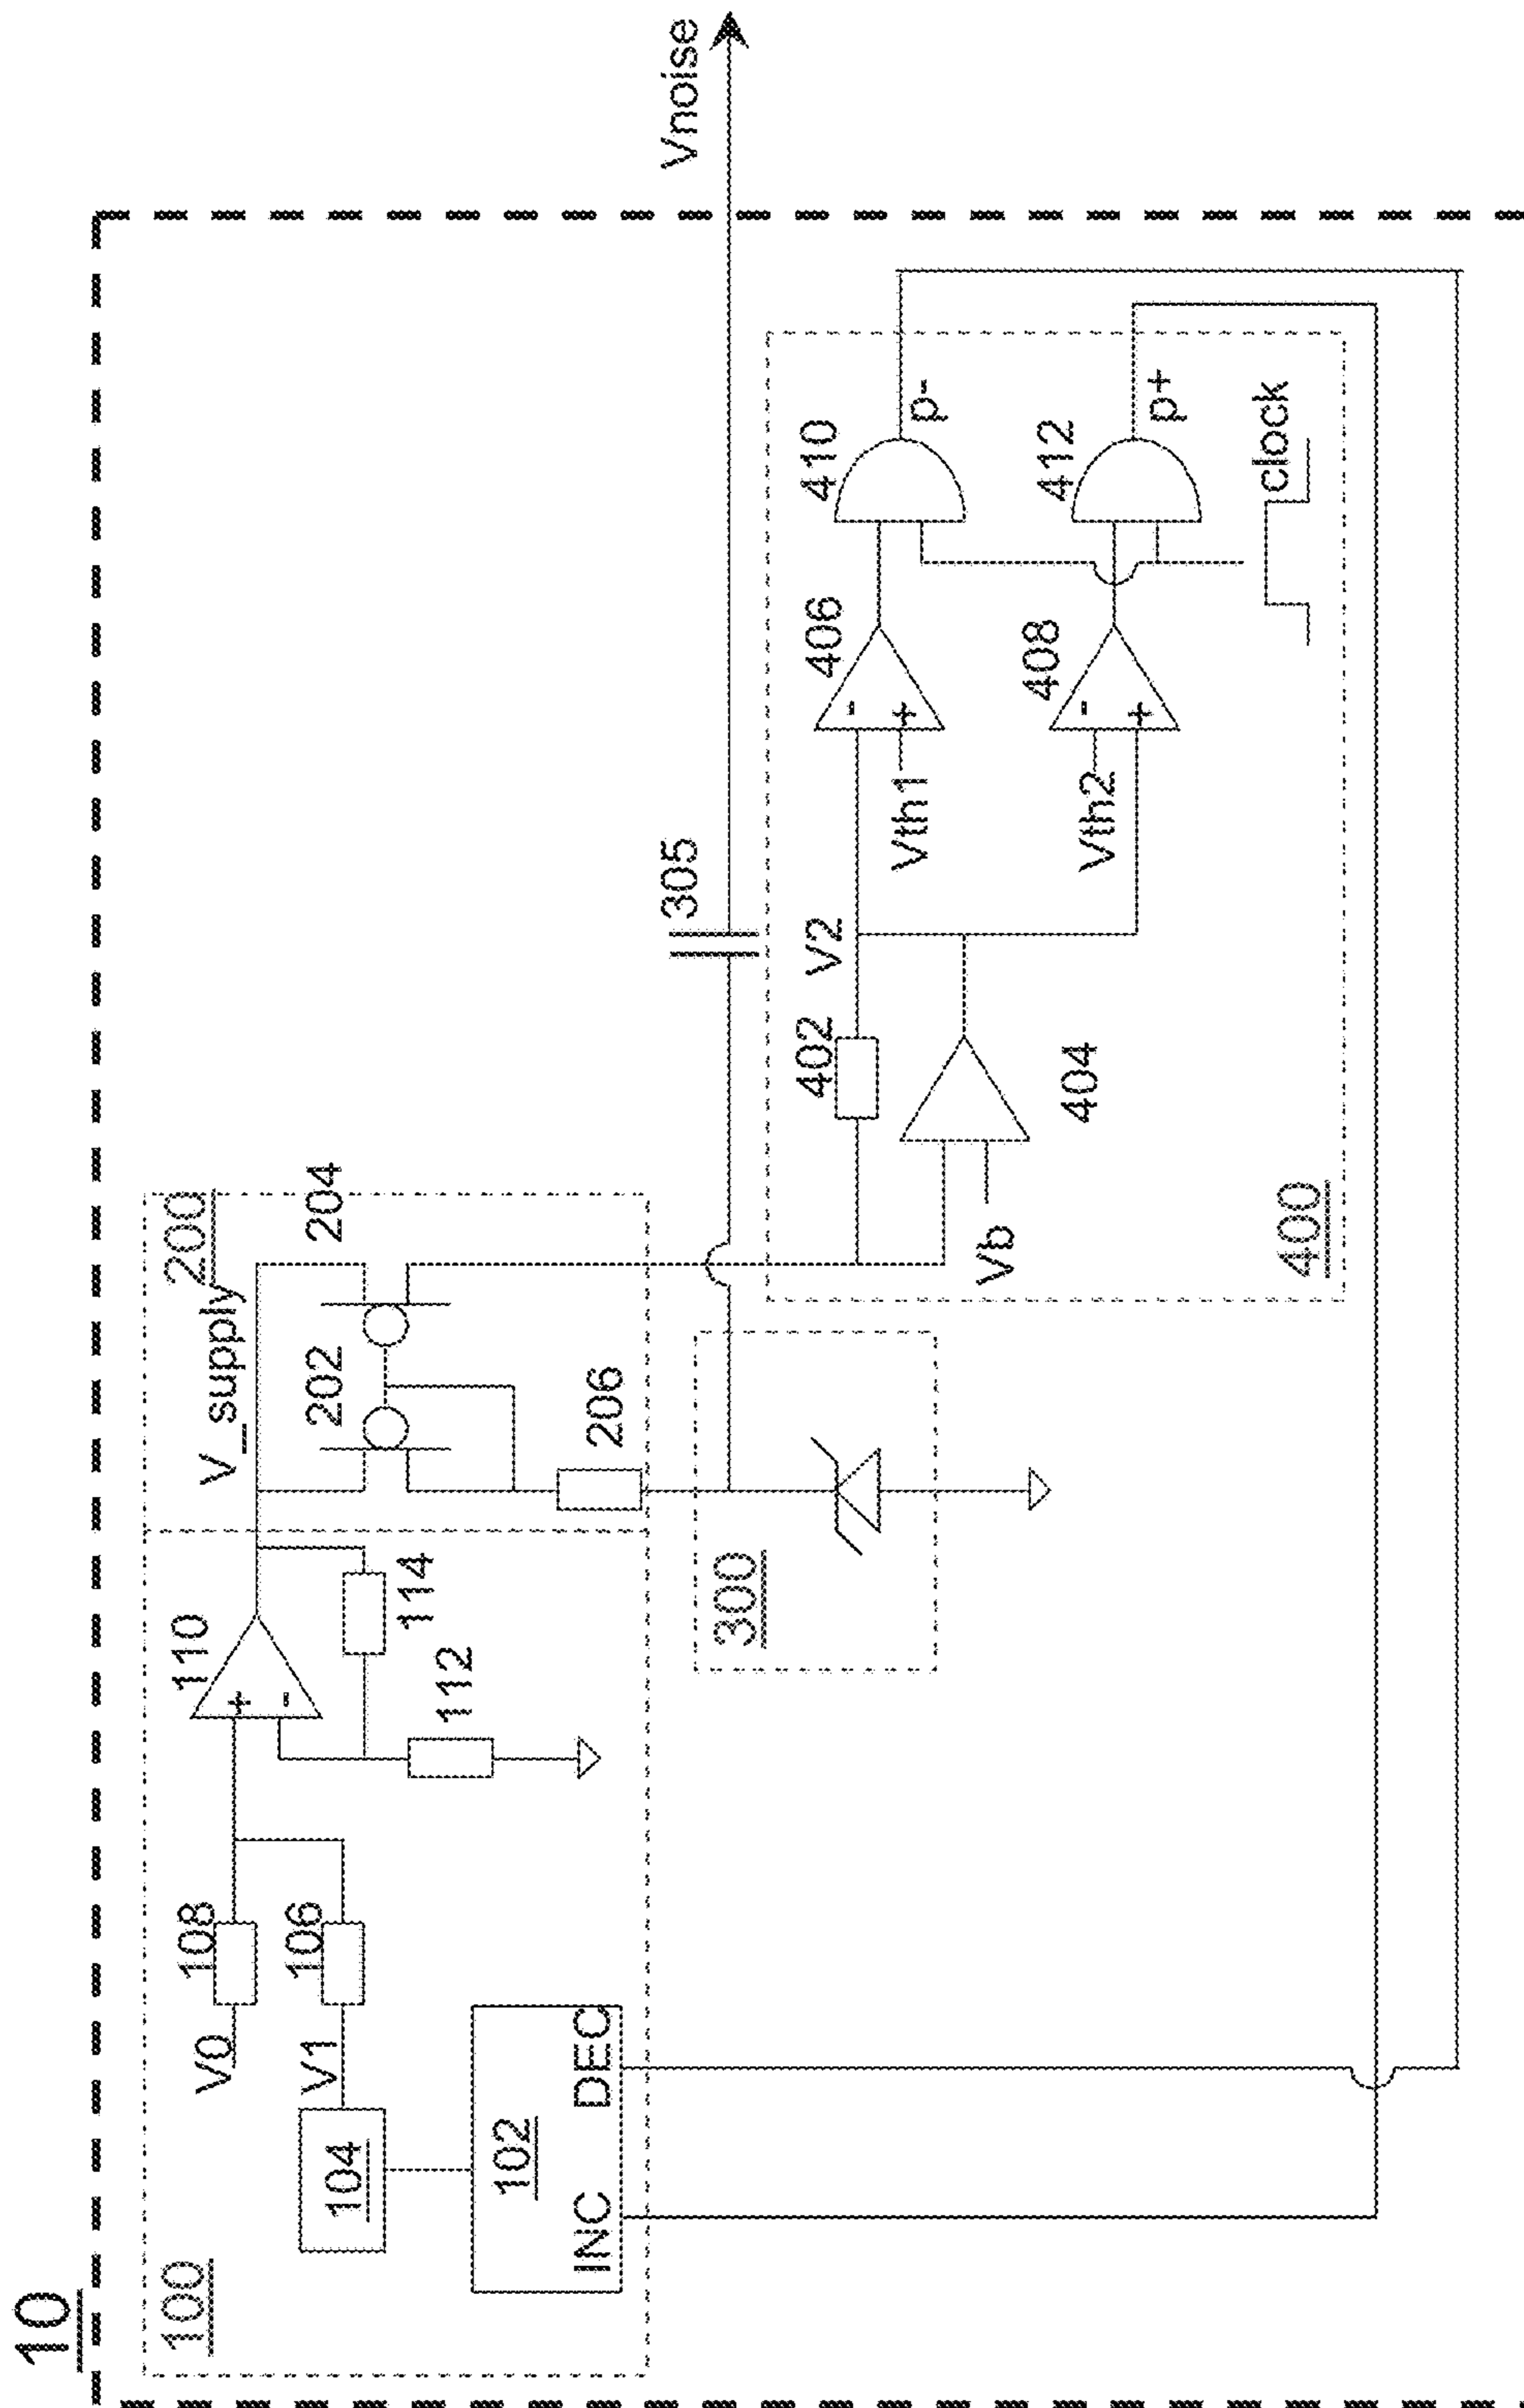 10
100
200
V_supply
204
202
206
110
+
-
114
112
108
V0
106
V1
104
102
INC
DEC
300
305
Vnoise
400
402
V2
404
Vb
406
-
+
Vth1
408
-
+
Vth2
410
p-
412
p+
clock